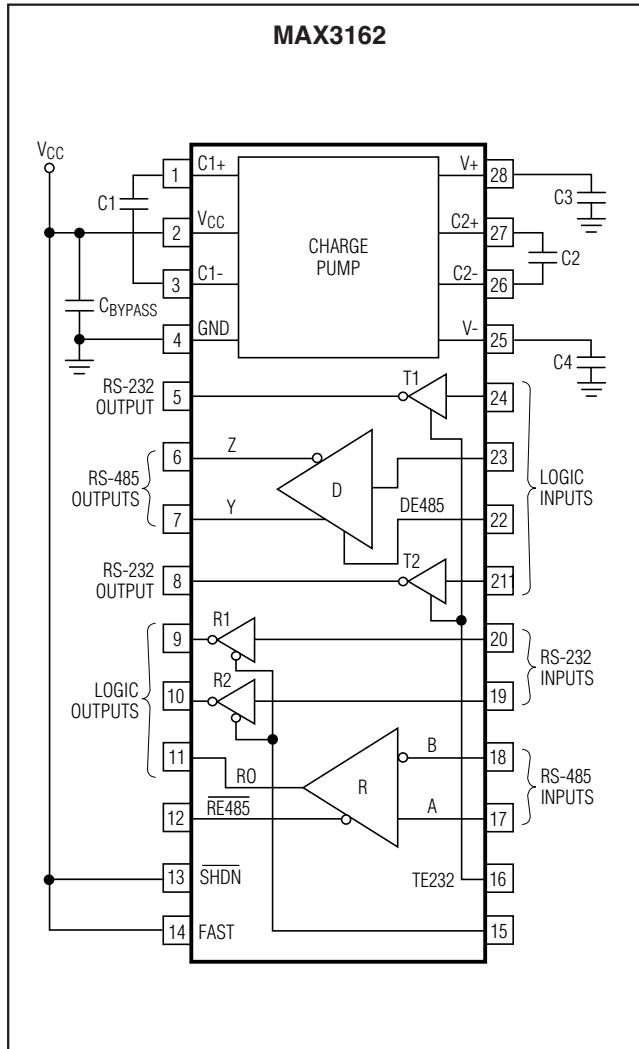 MAX3162
VCC
C1
CBYPASS
1 C1+
2 VCC
3 C1-
4 GND
CHARGE
PUMP
V+ 28
C2+ 27
C2- 26
V- 25
C3
C2
C4
RS-232
OUTPUT
5
T1
24
RS-485
OUTPUTS
6 Z
7 Y
D
23
DE485 22
LOGIC
INPUTS
RS-232
OUTPUT
8
T2
211
LOGIC
OUTPUTS
9
R1
20
10
R2
19
RS-232
INPUTS
11
RO
R
B 18
A 17
RS-485
INPUTS
12 RE485
13 SHDN
TE232 16
14 FAST
15